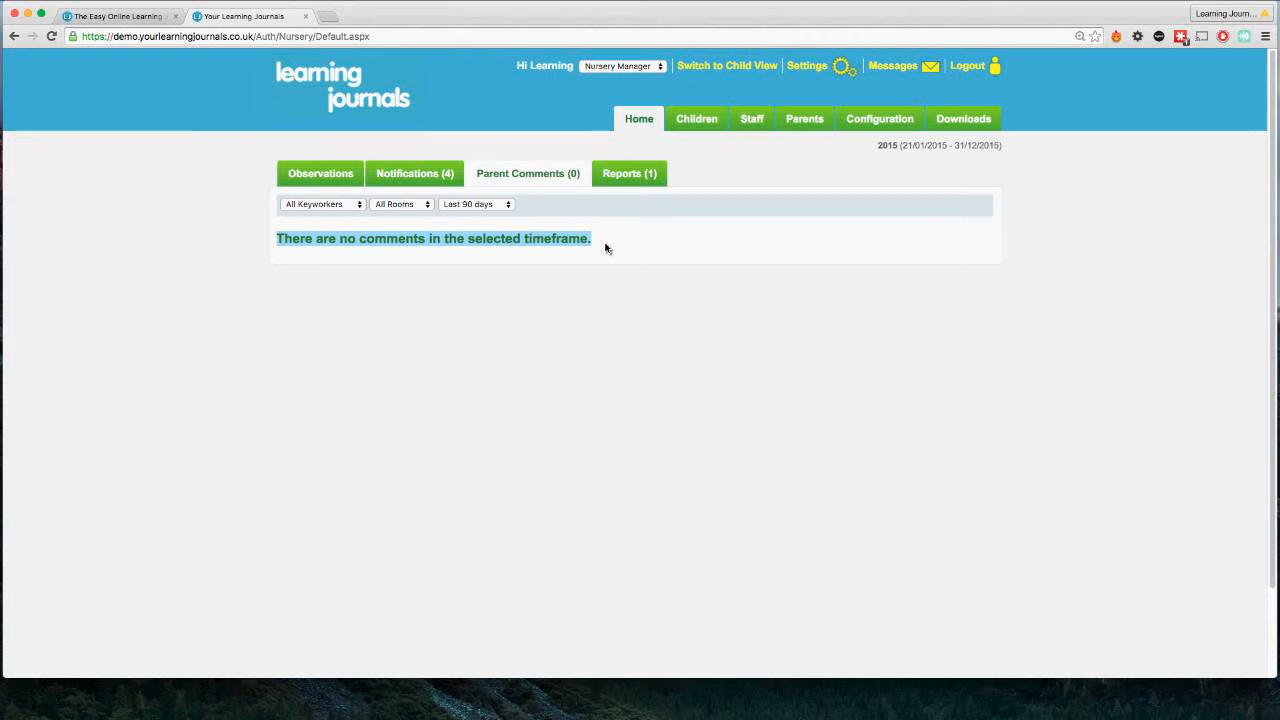 The Easy Online Learning
Your Learning Journals
Learning Journ...
https://demo.yourlearningjournals.co.uk/Auth/Nursery/Default.aspx
learning
journals
Hi Learning Nursery Manager Switch to Child View Settings Messages Logout
Home Children Staff Parents Configuration Downloads
2015 (21/01/2015 - 31/12/2015)
Observations Notifications (4) Parent Comments (0) Reports (1)
All Keyworkers All Rooms Last 90 days
There are no comments in the selected timeframe.